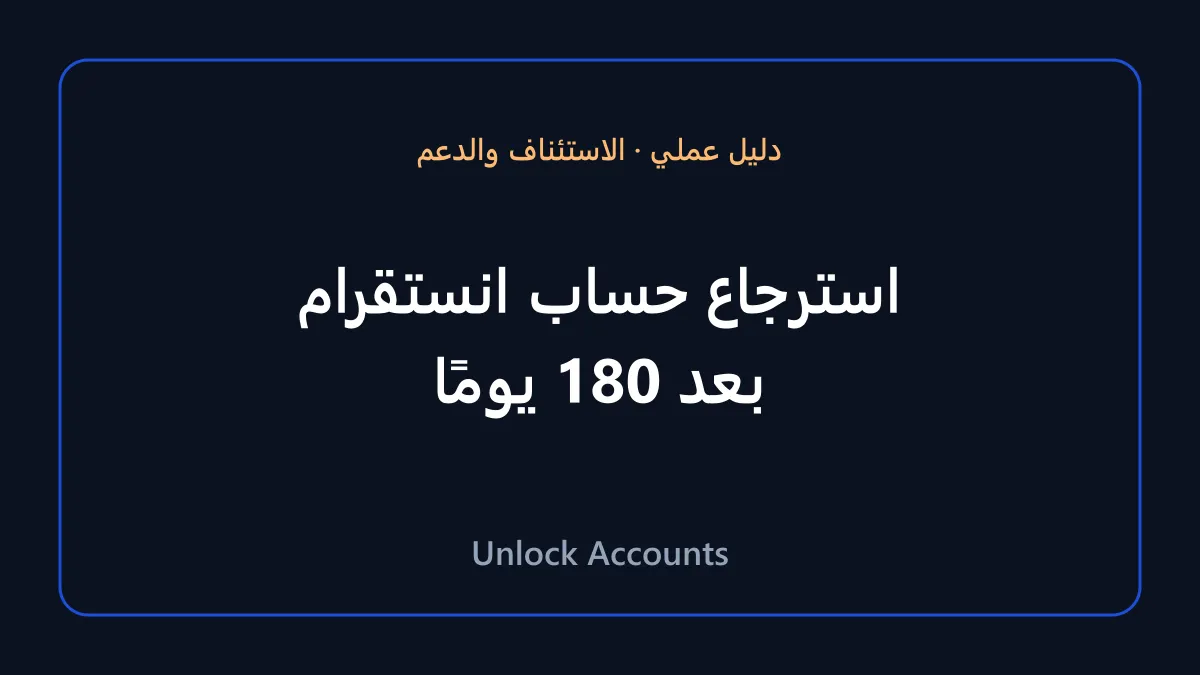 دليل عملي · الاستئناف والدعم
استرجاع حساب انستقرام
بعد 180 يومًا
Unlock Accounts